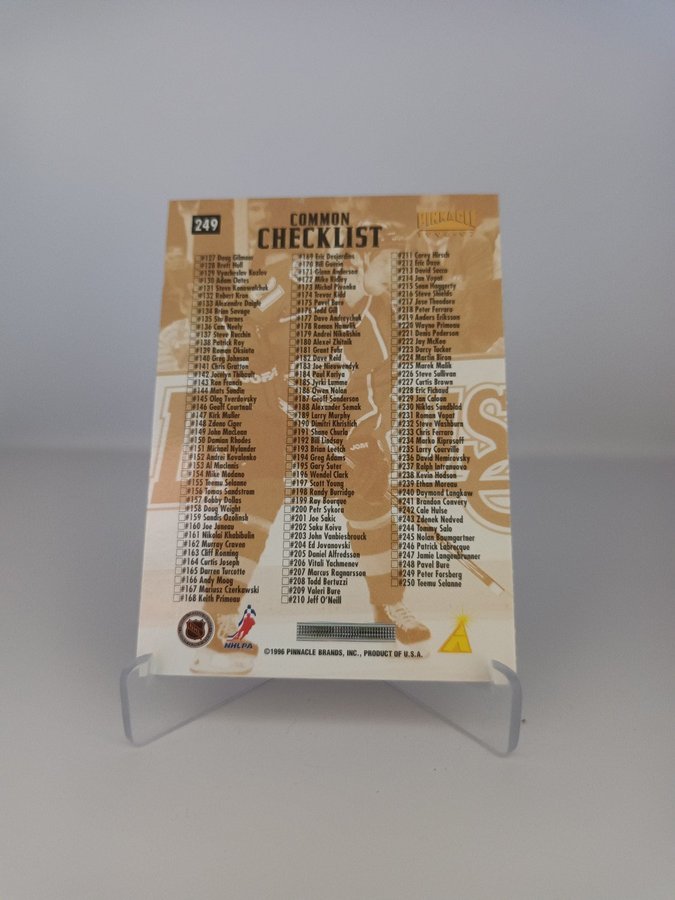 249
COMMON
CHECKLIST
PINNACLE
#127 Doug Gilmour
#128 Brett Hull
#129 Vyacheslav Kozlov
#130 Adam Oates
#131 Steve Konowalchuk
#132 Robert Kron
#133 Alexandre Daigle
#134 Brian Savage
#135 Stu Barnes
#136 Cam Neely
#137 Steve Rucchin
#138 Patrick Roy
#139 Roman Oksiuta
#140 Greg Johnson
#141 Chris Gratton
#142 Jocelyn Thibault
#143 Ron Francis
#144 Mats Sundin
#145 Oleg Tverdovsky
#146 Geoff Courtnall
#147 Kirk Muller
#148 Zdeno Ciger
#149 John MacLean
#150 Damian Rhodes
#151 Michael Nylander
#152 Andrei Kovalenko
#153 Al MacInnis
#154 Mike Modano
#155 Teemu Selanne
#156 Tomas Sandstrom
#157 Bobby Dollas
#158 Doug Weight
#159 Sandis Ozolinsh
#160 Joe Juneau
#161 Nikolai Khabibulin
#162 Murray Craven
#163 Cliff Ronning
#164 Curtis Joseph
#165 Darren Turcotte
#166 Andy Moog
#167 Mariusz Czerkawski
#168 Keith Primeau
#169 Eric Desjardins
#170 Bill Guerin
#171 Glenn Anderson
#172 Mike Ridley
#173 Michal Pivonka
#174 Trevor Kidd
#175 Pavel Bure
#176 Todd Gill
#177 Dave Andreychuk
#178 Roman Hamrlik
#179 Andrei Nikolishin
#180 Alexei Zhitnik
#181 Grant Fuhr
#182 Dave Reid
#183 Joe Nieuwendyk
#184 Paul Kariya
#185 Jyrki Lumme
#186 Owen Nolan
#187 Geoff Sanderson
#188 Alexander Semak
#189 Larry Murphy
#190 Dimitri Khristich
#191 Shane Churla
#192 Bill Lindsay
#193 Brian Leetch
#194 Greg Adams
#195 Gary Suter
#196 Wendel Clark
#197 Scott Young
#198 Randy Burridge
#199 Ray Bourque
#200 Petr Sykora
#201 Joe Sakic
#202 Saku Koivu
#203 John Vanbiesbrouck
#204 Ed Jovanovski
#205 Daniel Alfredsson
#206 Vitali Yachmenev
#207 Marcus Ragnarsson
#208 Todd Bertuzzi
#209 Valeri Bure
#210 Jeff O'Neill
#211 Corey Hirsch
#212 Eric Daze
#213 David Sacco
#214 Jan Vopat
#215 Sean Haggerty
#216 Steve Shields
#217 Jose Theodore
#218 Peter Ferraro
#219 Anders Eriksson
#220 Wayne Primeau
#221 Denis Pederson
#222 Jay McKee
#223 Darcy Tucker
#224 Martin Biron
#225 Marek Malik
#226 Steve Sullivan
#227 Curtis Brown
#228 Eric Fichaud
#229 Jan Caloun
#230 Niklas Sundblad
#231 Roman Vopat
#232 Steve Washburn
#233 Chris Ferraro
#234 Marko Kiprusoff
#235 Larry Courville
#236 David Nemirovsky
#237 Ralph Intranuovo
#238 Kevin Hodson
#239 Ethan Moreau
#240 Daymond Langkow
#241 Brandon Convery
#242 Cale Hulse
#243 Zdenek Nedved
#244 Tommy Salo
#245 Nolan Baumgartner
#246 Patrick Labrecque
#247 Jamie Langenbrunner
#248 Pavel Bure
#249 Peter Forsberg
#250 Teemu Selanne
JOFA
NHL
NHLPA
©1996 PINNACLE BRANDS, INC., PRODUCT OF U.S.A.